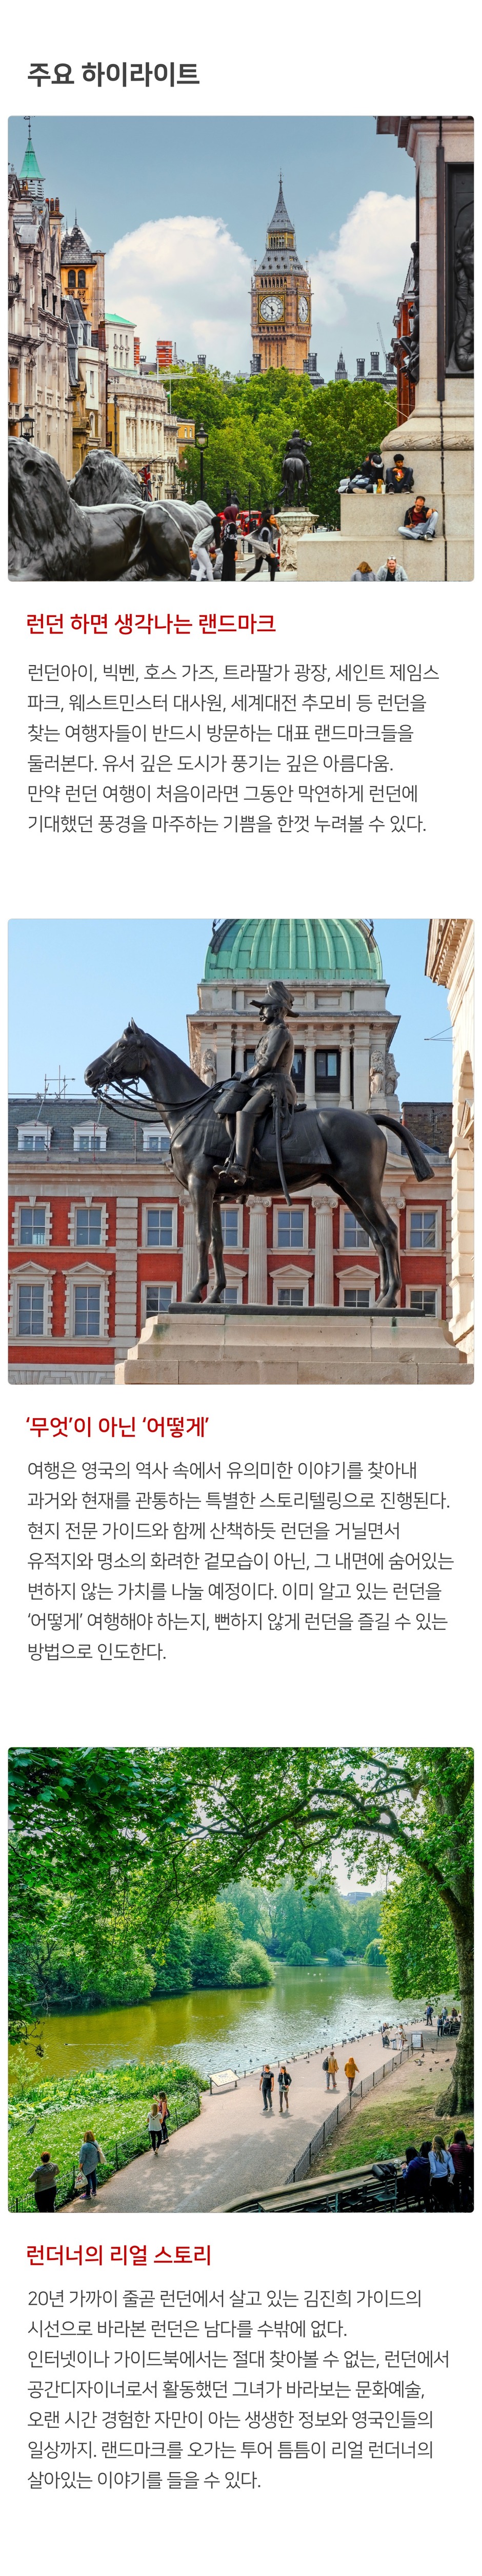 주요 하이라이트
런던 하면 생각나는 랜드마크
런던아이, 빅벤, 호스 가즈, 트라팔가 광장, 세인트 제임스
파크, 웨스트민스터 대사원, 세계대전 추모비 등 런던을
찾는 여행자들이 반드시 방문하는 대표 랜드마크들을
둘러본다. 유서 깊은 도시가 풍기는 깊은 아름다움.
만약 런던 여행이 처음이라면 그동안 막연하게 런던에
기대했던 풍경을 마주하는 기쁨을 한껏 누려볼 수 있다.
‘무엇’이 아닌 ‘어떻게’
여행은 영국의 역사 속에서 유의미한 이야기를 찾아내
과거와 현재를 관통하는 특별한 스토리텔링으로 진행된다.
현지 전문 가이드와 함께 산책하듯 런던을 거닐면서
유적지와 명소의 화려한 겉모습이 아닌, 그 내면에 숨어있는
변하지 않는 가치를 나눌 예정이다. 이미 알고 있는 런던을
‘어떻게’ 여행해야 하는지, 뻔하지 않게 런던을 즐길 수 있는
방법으로 인도한다.
런더너의 리얼 스토리
20년 가까이 줄곧 런던에서 살고 있는 김진희 가이드의
시선으로 바라본 런던은 남다를 수밖에 없다.
인터넷이나 가이드북에서는 절대 찾아볼 수 없는, 런던에서
공간디자이너로서 활동했던 그녀가 바라보는 문화예술,
오랜 시간 경험한 자만이 아는 생생한 정보와 영국인들의
일상까지. 랜드마크를 오가는 투어 틈틈이 리얼 런더너의
살아있는 이야기를 들을 수 있다.